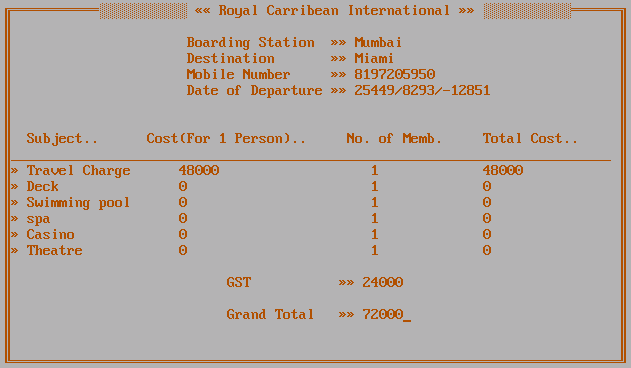 «« Royal Carribean International »»
Boarding Station »» Mumbai
Destination »» Miami
Mobile Number »» 8197205950
Date of Departure »» 25449/8293/-12851
Subject.. Cost(For 1 Person).. No. of Memb. Total Cost..
» Travel Charge 48000 1 48000
» Deck 0 1 0
» Swimming pool 0 1 0
» spa 0 1 0
» Casino 0 1 0
» Theatre 0 1 0
GST »» 24000
Grand Total »» 72000_